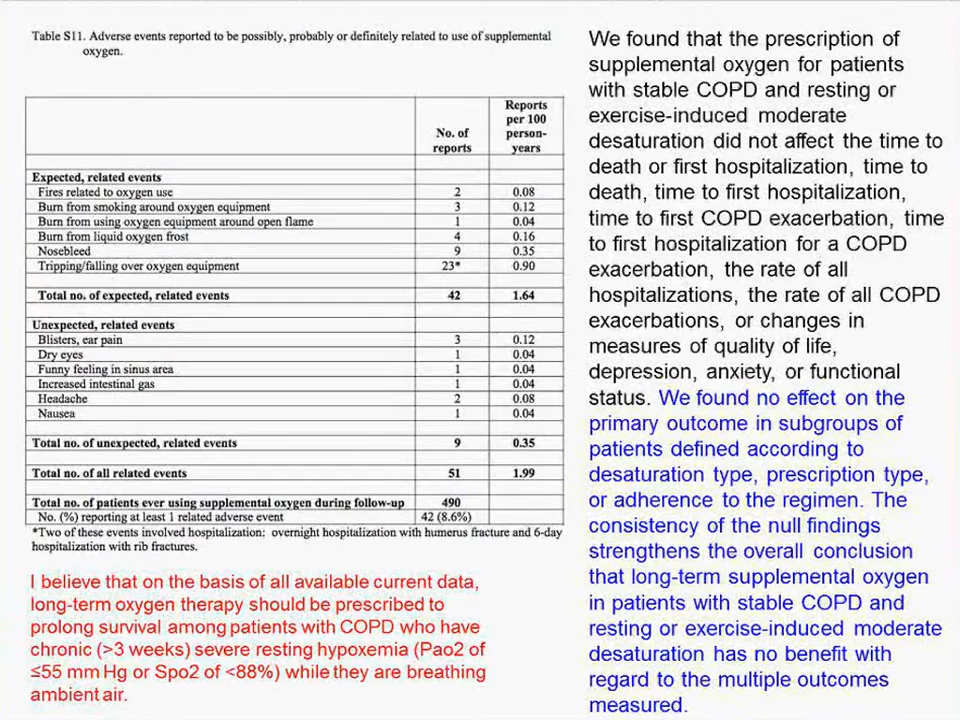 Table S11. Adverse events reported to be possibly, probably or definitely related to use of supplemental
oxygen.
No. of reports Reports per 100 person-years
Expected, related events
Fires related to oxygen use 2 0.08
Burn from smoking around oxygen equipment 3 0.12
Burn from using oxygen equipment around open flame 1 0.04
Burn from liquid oxygen frost 4 0.16
Nosebleed 9 0.35
Tripping/falling over oxygen equipment 23* 0.90
Total no. of expected, related events 42 1.64
Unexpected, related events
Blisters, ear pain 3 0.12
Dry eyes 1 0.04
Funny feeling in sinus area 1 0.04
Increased intestinal gas 1 0.04
Headache 2 0.08
Nausea 1 0.04
Total no. of unexpected, related events 9 0.35
Total no. of all related events 51 1.99
Total no. of patients ever using supplemental oxygen during follow-up 490
No. (%) reporting at least 1 related adverse event 42 (8.6%)
*Two of these events involved hospitalization: overnight hospitalization with humerus fracture and 6-day
hospitalization with rib fractures.
I believe that on the basis of all available current data,
long-term oxygen therapy should be prescribed to
prolong survival among patients with COPD who have
chronic (>3 weeks) severe resting hypoxemia (Pao2 of
≤55 mm Hg or Spo2 of <88%) while they are breathing
ambient air.
We found that the prescription of
supplemental oxygen for patients
with stable COPD and resting or
exercise-induced moderate
desaturation did not affect the time to
death or first hospitalization, time to
death, time to first hospitalization,
time to first COPD exacerbation, time
to first hospitalization for a COPD
exacerbation, the rate of all
hospitalizations, the rate of all COPD
exacerbations, or changes in
measures of quality of life,
depression, anxiety, or functional
status. We found no effect on the
primary outcome in subgroups of
patients defined according to
desaturation type, prescription type,
or adherence to the regimen. The
consistency of the null findings
strengthens the overall conclusion
that long-term supplemental oxygen
in patients with stable COPD and
resting or exercise-induced moderate
desaturation has no benefit with
regard to the multiple outcomes
measured.